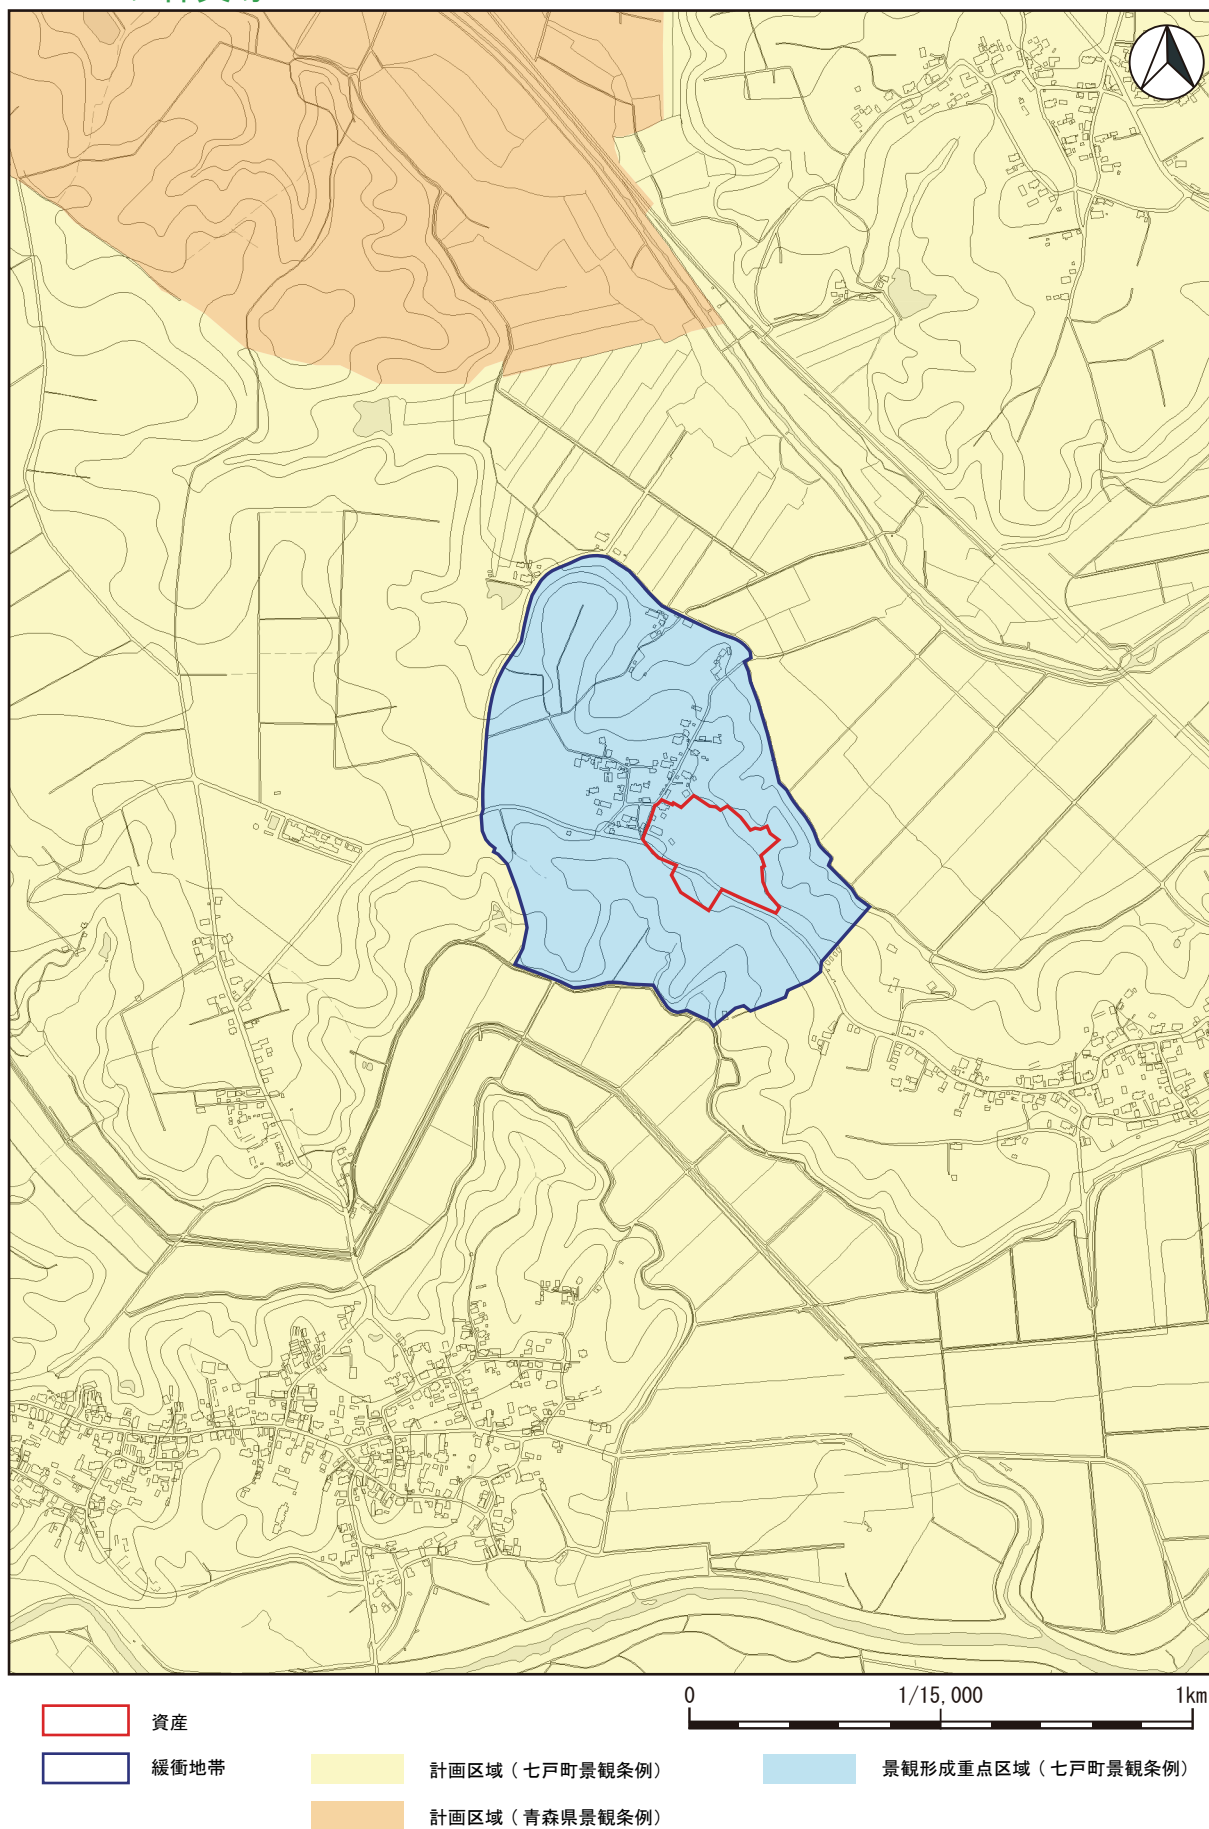 0 1/15,000 1km
資産
緩衝地帯
計画区域(七戸町景観条例)
景観形成重点区域(七戸町景観条例)
計画区域(青森県景観条例)